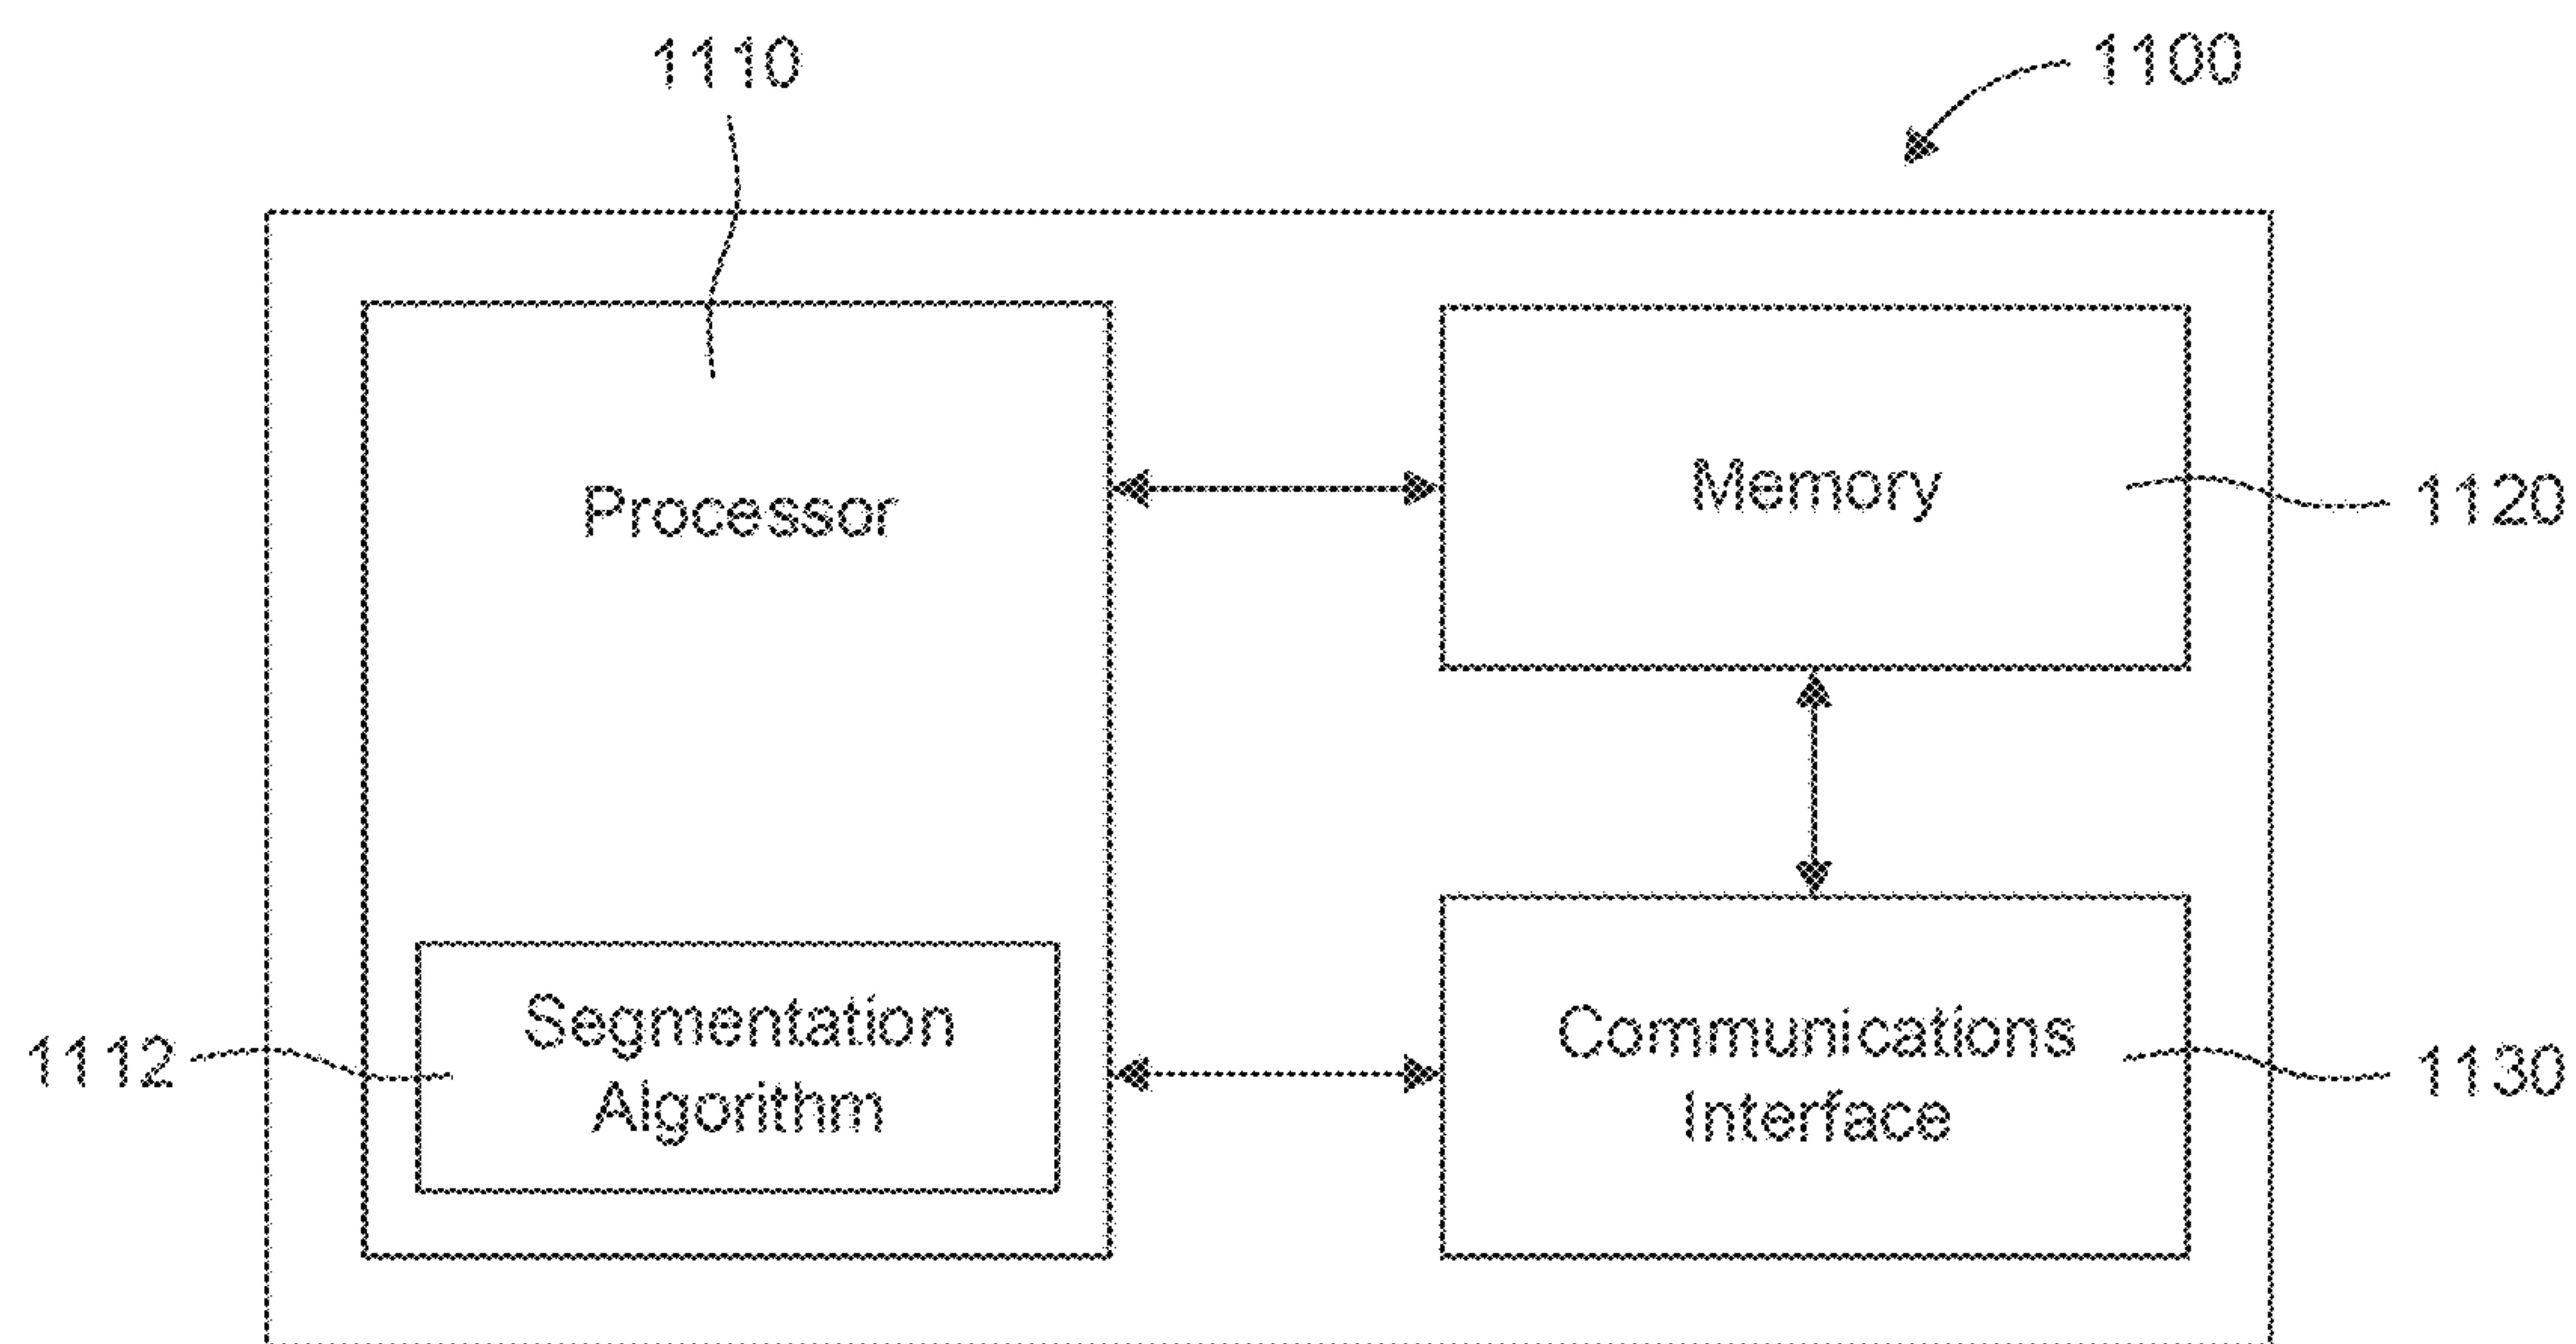 1110
1100
Processor
Memory
1120
1112
Segmentation
Algorithm
Communications
Interface
1130